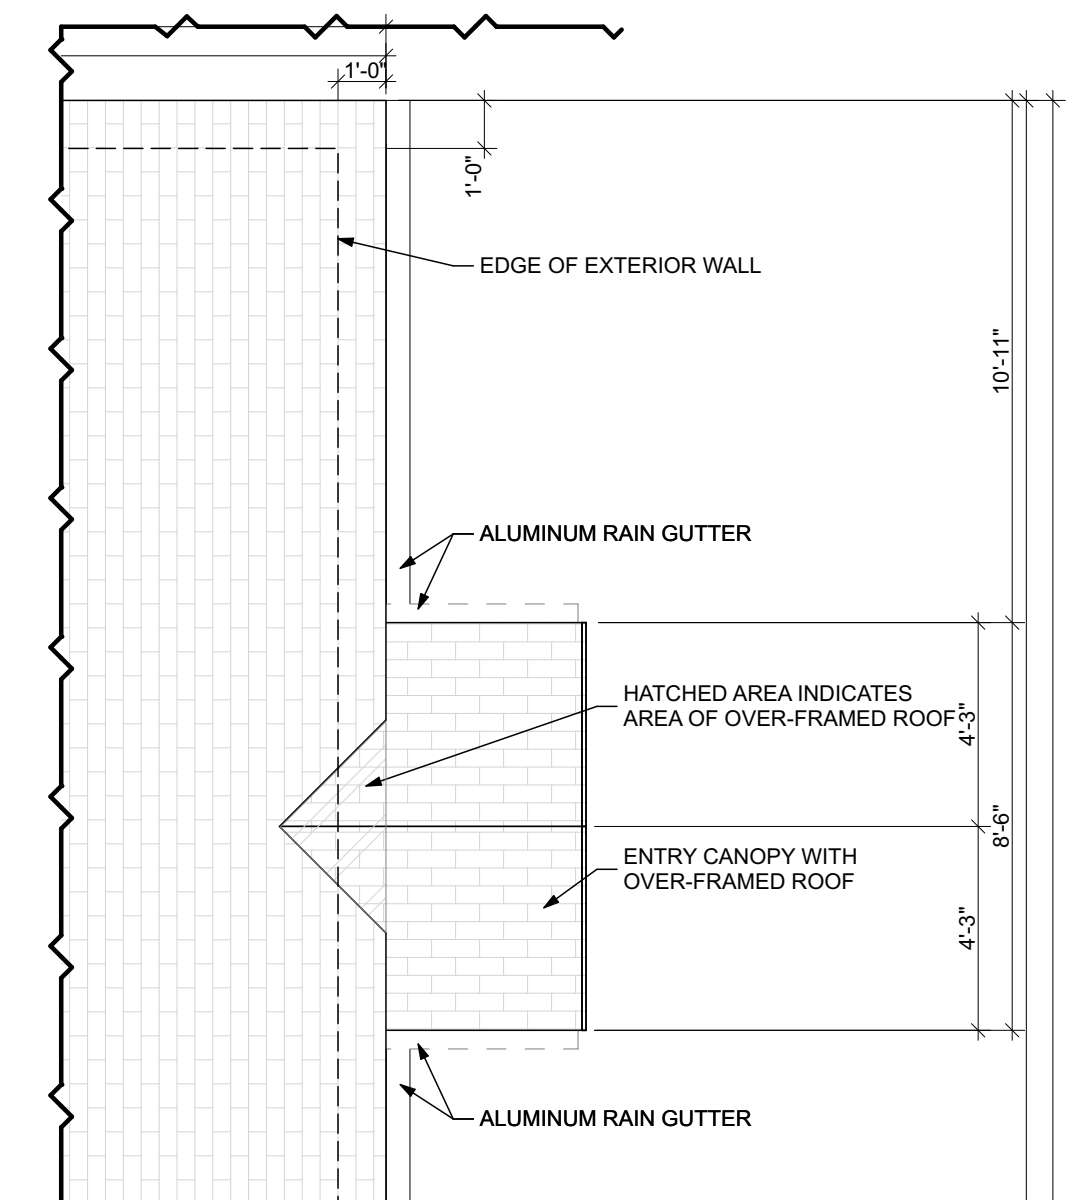 1'-0"
1'-0"
EDGE OF EXTERIOR WALL
10'-11"
ALUMINUM RAIN GUTTER
HATCHED AREA INDICATES
AREA OF OVER-FRAMED ROOF
4'-3"
8'-6"
ENTRY CANOPY WITH
OVER-FRAMED ROOF
4'-3"
ALUMINUM RAIN GUTTER